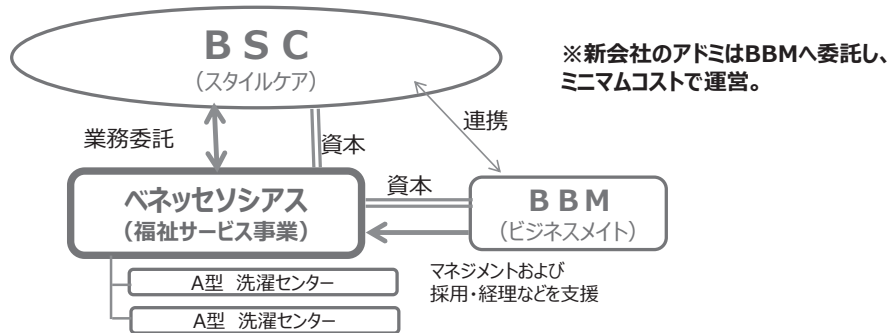 BSC
(スタイルケア)
※新会社のアドミはBBMへ委託し、
ミニマムコストで運営。
連携
業務委託
資本
資本
ベネッセソシアス
(福祉サービス事業)
BBM
(ビジネスメイト)
マネジメントおよび
採用・経理などを支援
A型 洗濯センター
A型 洗濯センター